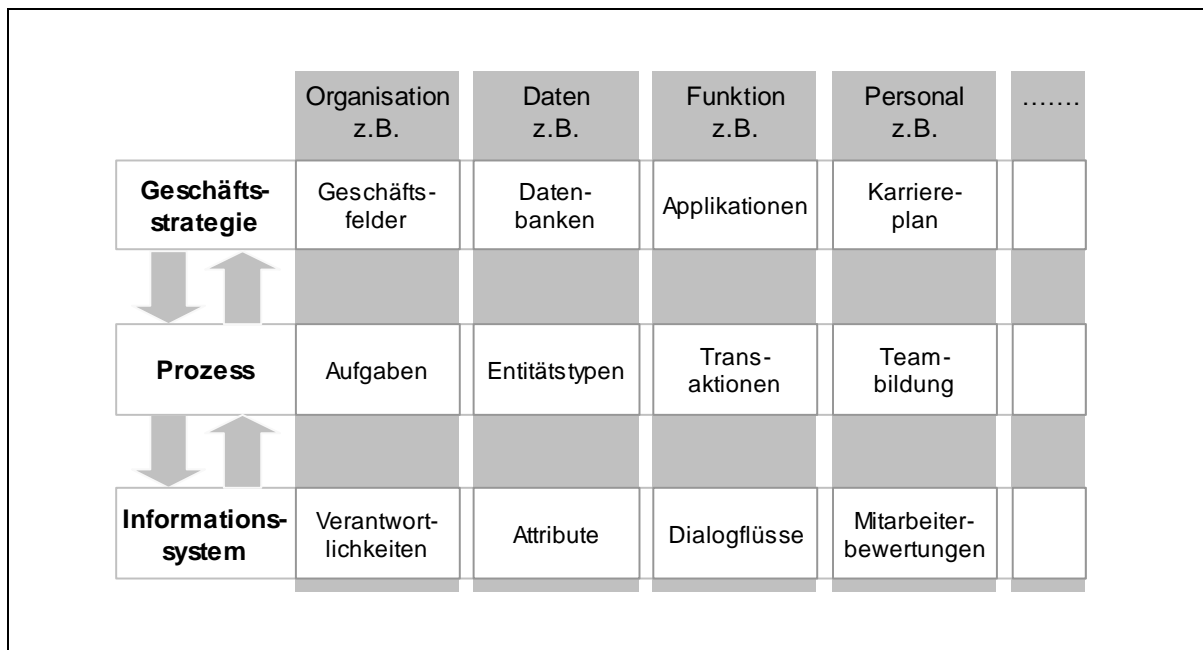 Organisation
z.B.
Daten
z.B.
Funktion
z.B.
Personal
z.B.
.......
Geschäfts-
strategie
Geschäfts-
felder
Daten-
banken
Applikationen
Karriere-
plan
Prozess
Aufgaben
Entitätstypen
Trans-
aktionen
Team-
bildung
Informations-
system
Verantwort-
lichkeiten
Attribute
Dialogflüsse
Mitarbeiter-
bewertungen